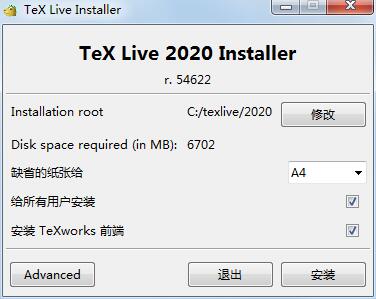 TeX Live Installer
TeX Live 2020 Installer
r. 54622
Installation root C:/texlive/2020 修改
Disk space required (in MB): 6702
缺省的纸张给 A4
给所有用户安装
安装 TeXworks 前端
Advanced 退出 安装